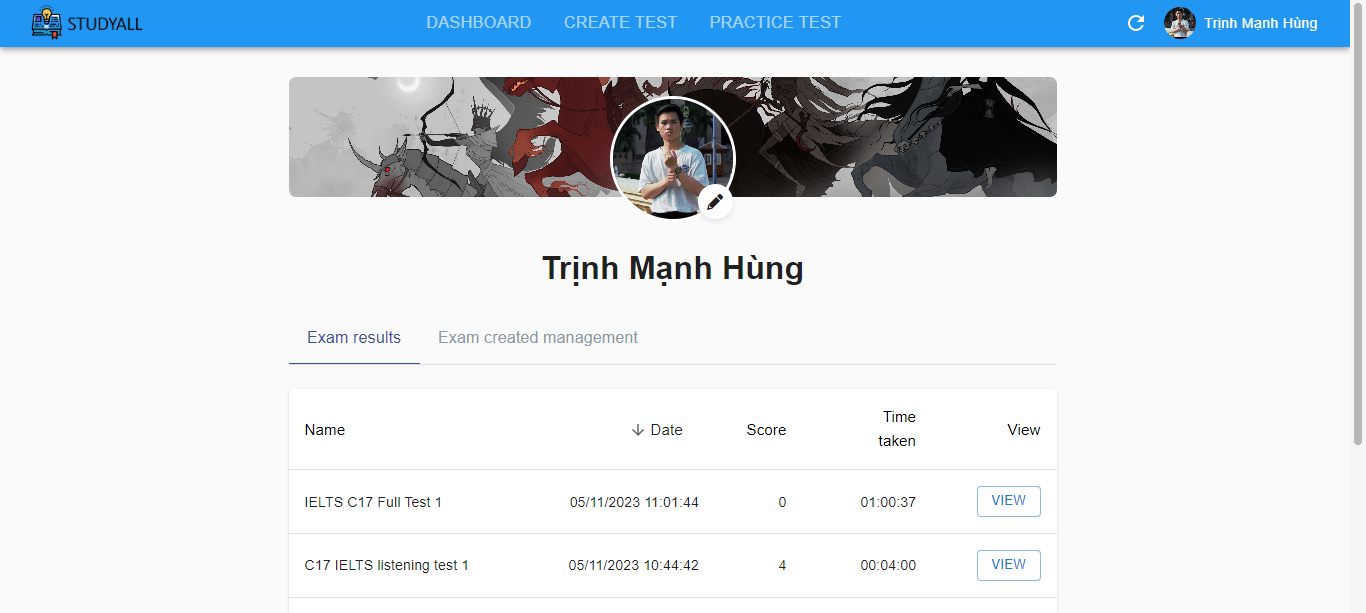 STUDYALL DASHBOARD CREATE TEST PRACTICE TEST Trịnh Mạnh Hùng
Trịnh Mạnh Hùng
Exam results Exam created management
Name Date Score Time taken View
IELTS C17 Full Test 1 05/11/2023 11:01:44 0 01:00:37 VIEW
C17 IELTS listening test 1 05/11/2023 10:44:42 4 00:04:00 VIEW